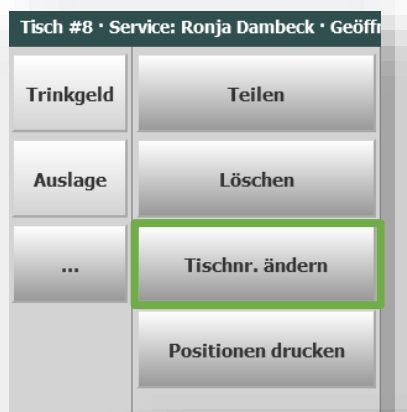 Tisch #8 · Service: Ronja Dambeck · Geöff
Trinkgeld
Teilen
Auslage
Löschen
...
Tischnr. ändern
Positionen drucken